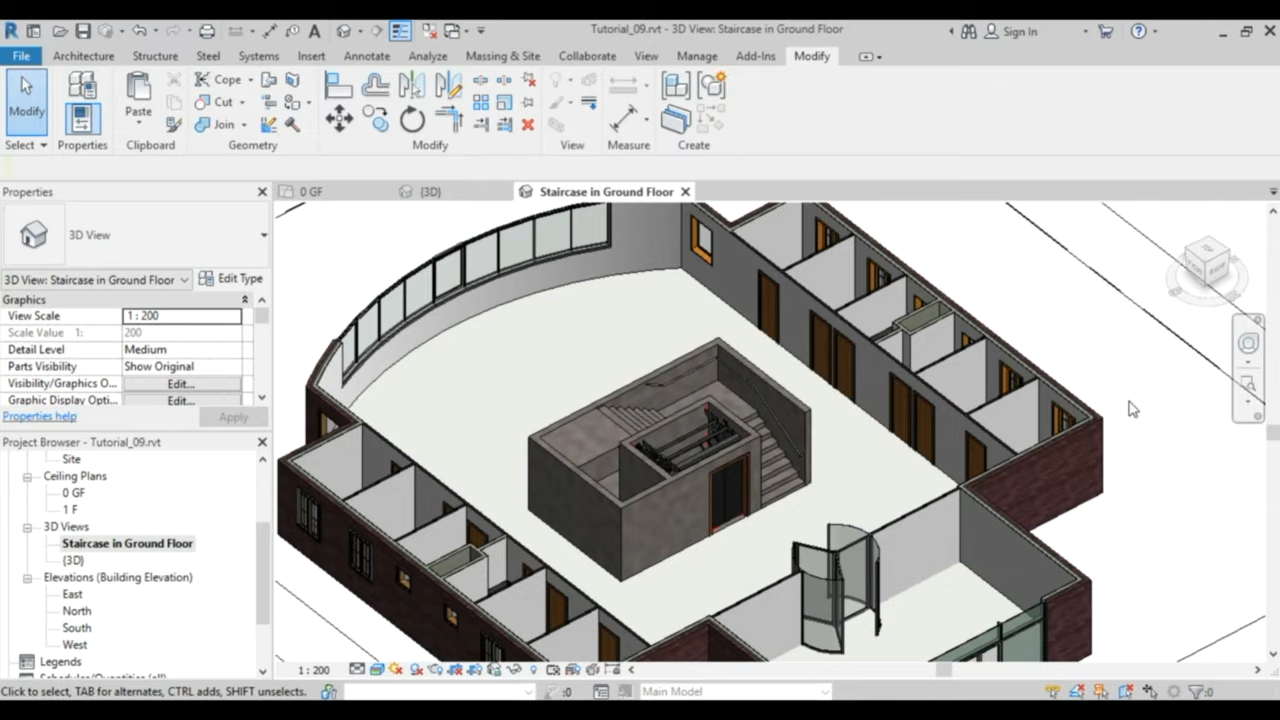 Tutorial_09.rvt - 3D View: Staircase in Ground Floor
Sign In
File Architecture Structure Steel Systems Insert Annotate Analyze Massing & Site Collaborate View Manage Add-Ins Modify
Modify
Paste
Cope
Cut
Join
Select Properties Clipboard Geometry Modify View Measure Create
Properties
0 GF {3D} Staircase in Ground Floor
3D View
3D View: Staircase in Ground Floor Edit Type
Graphics
View Scale 1 : 200
Scale Value 1: 200
Detail Level Medium
Parts Visibility Show Original
Visibility/Graphics O... Edit...
Graphic Display Opti... Edit...
Properties help Apply
Project Browser - Tutorial_09.rvt
Site
Ceiling Plans
0 GF
1 F
3D Views
Staircase in Ground Floor
{3D}
Elevations (Building Elevation)
East
North
South
West
Legends
TOP
1 : 200
Click to select, TAB for alternates, CTRL adds, SHIFT unselects.
:0
Main Model
:0